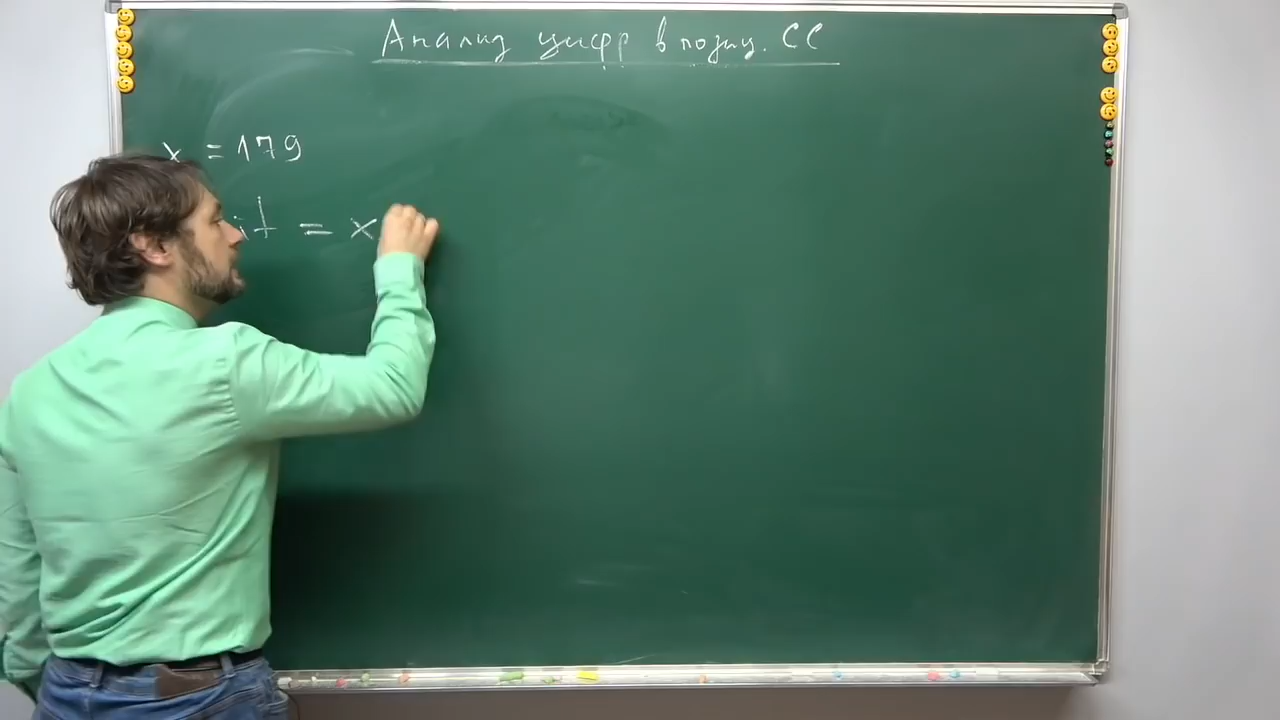 Анализ цифр в позиц. СС
x = 179
it = x